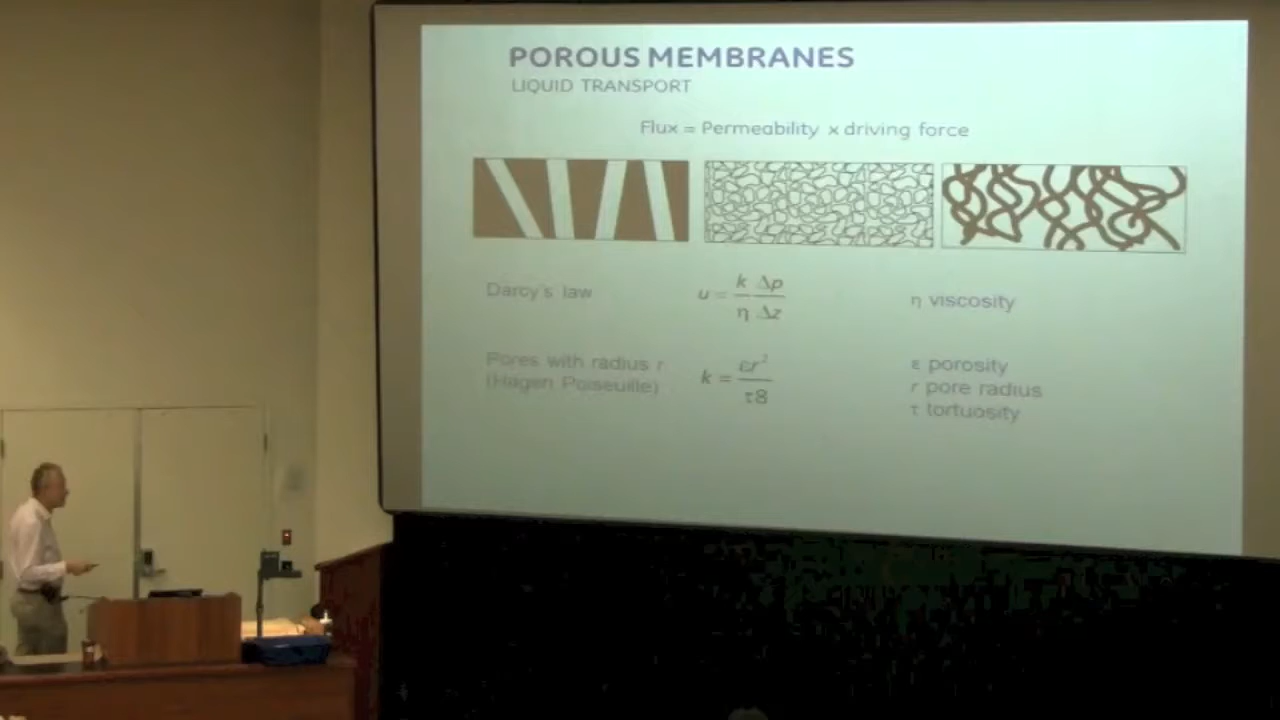 POROUS MEMBRANES
LIQUID TRANSPORT
Flux = Permeability x driving force
Darcy's law
u = k Δp / η Δz
η viscosity
Pores with radius r
(Hagen Poiseuille)
k = εr² / τ8
ε porosity
r pore radius
τ tortuosity